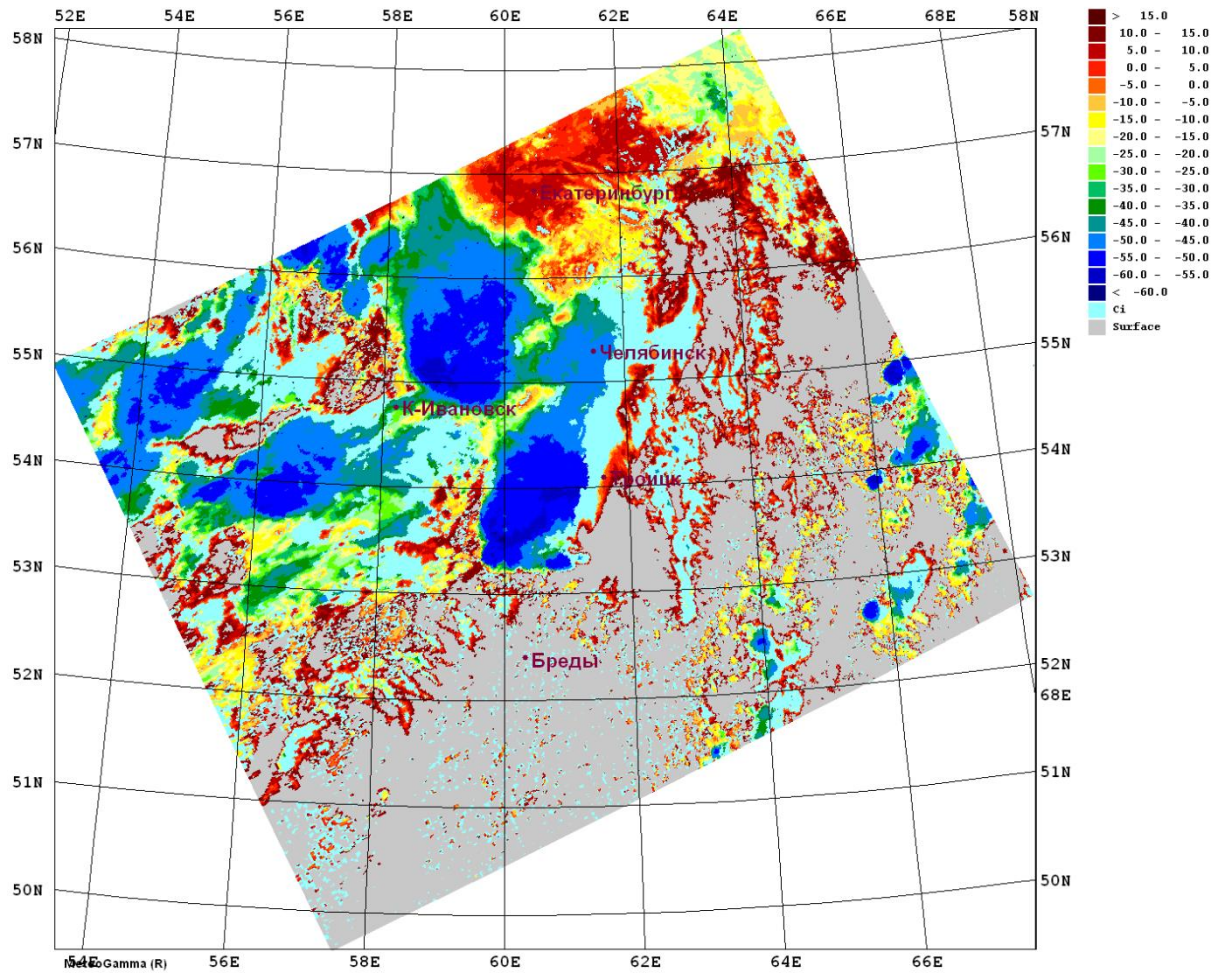 52E 54E 56E 58E 60E 62E 64E 66E 58N
58N
57N
56N
55N
54N
53N
52N
51N
50N
57N
56N
55N
54N
53N
52N
68E
51N
50N
54E 56E 58E 60E 62E 64E 66E
MeteoGamma (R)
Екатеринбург
Челябинск
К-Ивановск
Троицк
Бреды
> 15.0
10.0 - 15.0
5.0 - 10.0
0.0 - 5.0
-5.0 - 0.0
-10.0 - -5.0
-15.0 - -10.0
-20.0 - -15.0
-25.0 - -20.0
-30.0 - -25.0
-35.0 - -30.0
-40.0 - -35.0
-45.0 - -40.0
-50.0 - -45.0
-55.0 - -50.0
-60.0 - -55.0
< -60.0
Ci
Surface